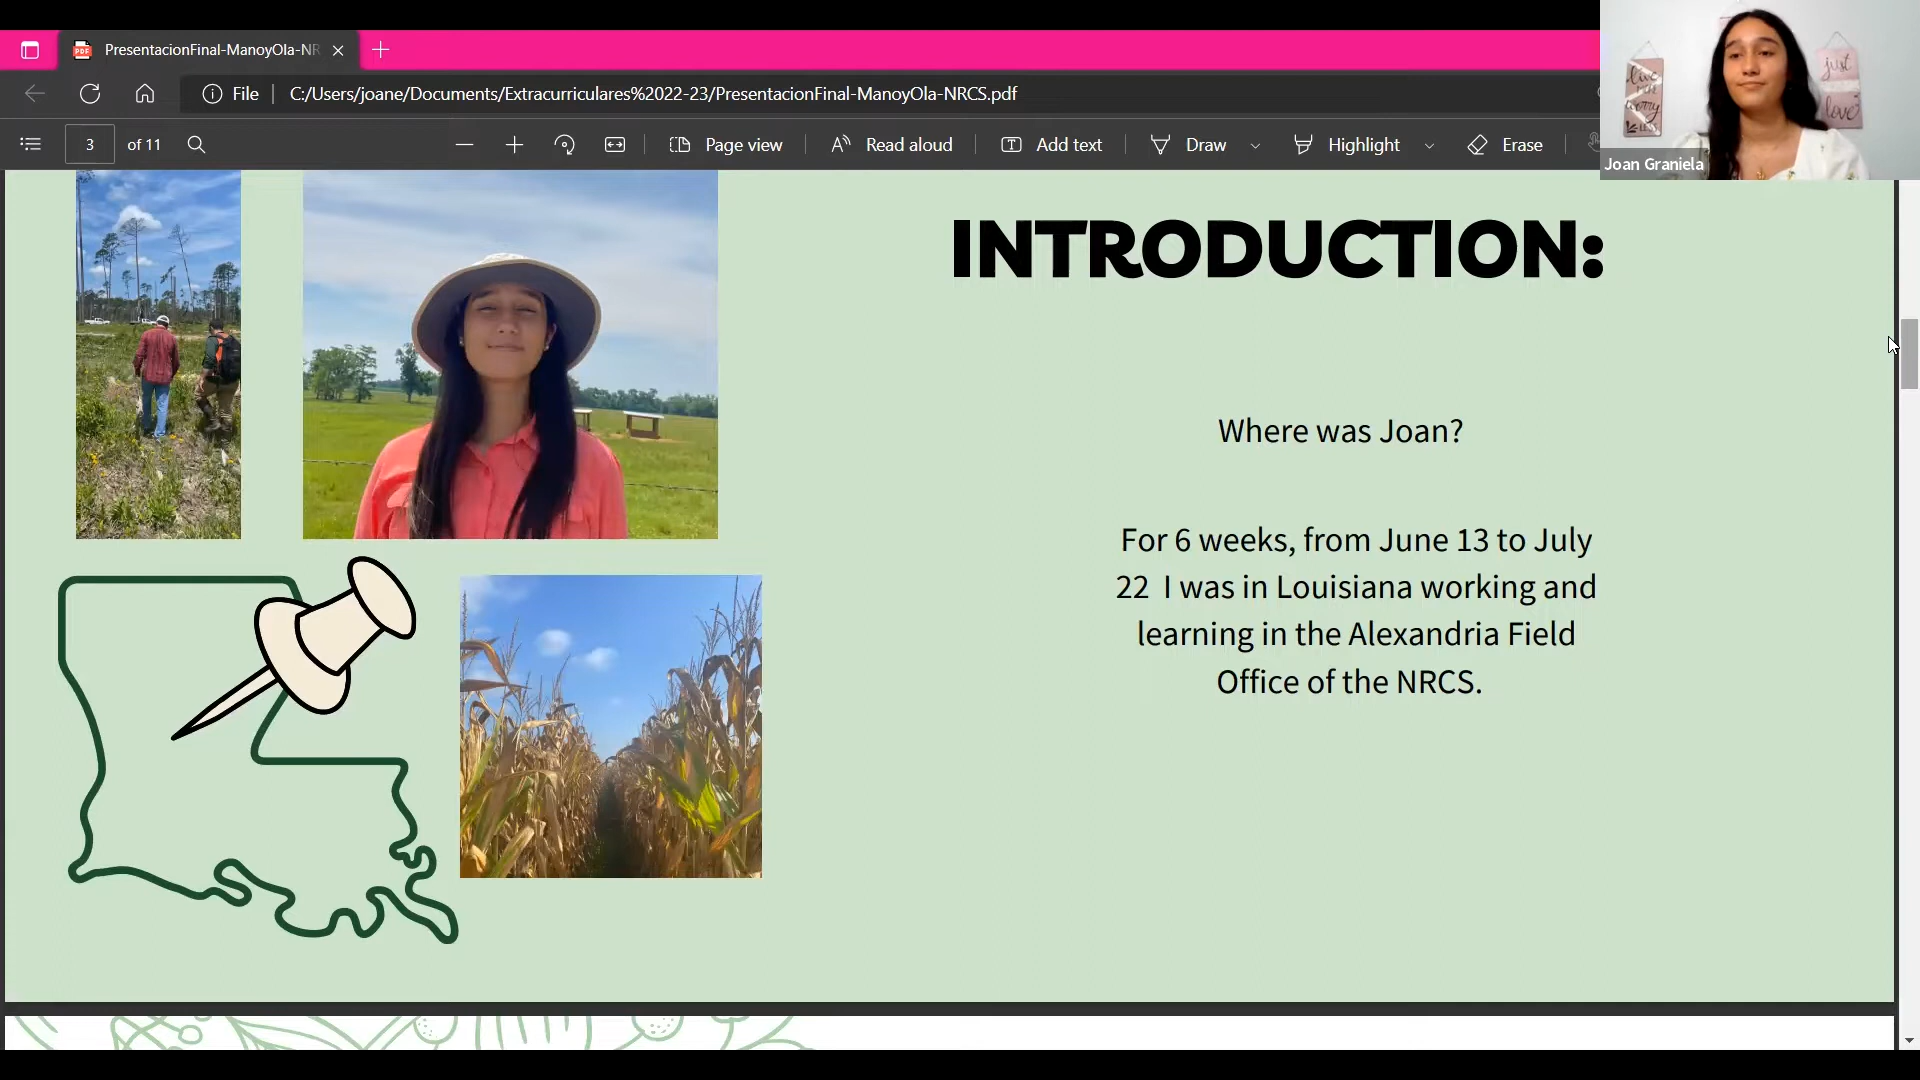 PresentacionFinal-ManoyOla-NR
File
C:/Users/joane/Documents/Extracurriculares%2022-23/PresentacionFinal-ManoyOla-NRCS.pdf
3 of 11
Page view
Read aloud
Add text
Draw
Highlight
Erase
just
love
Joan Graniela
INTRODUCTION:
Where was Joan?
For 6 weeks, from June 13 to July
22 I was in Louisiana working and
learning in the Alexandria Field
Office of the NRCS.